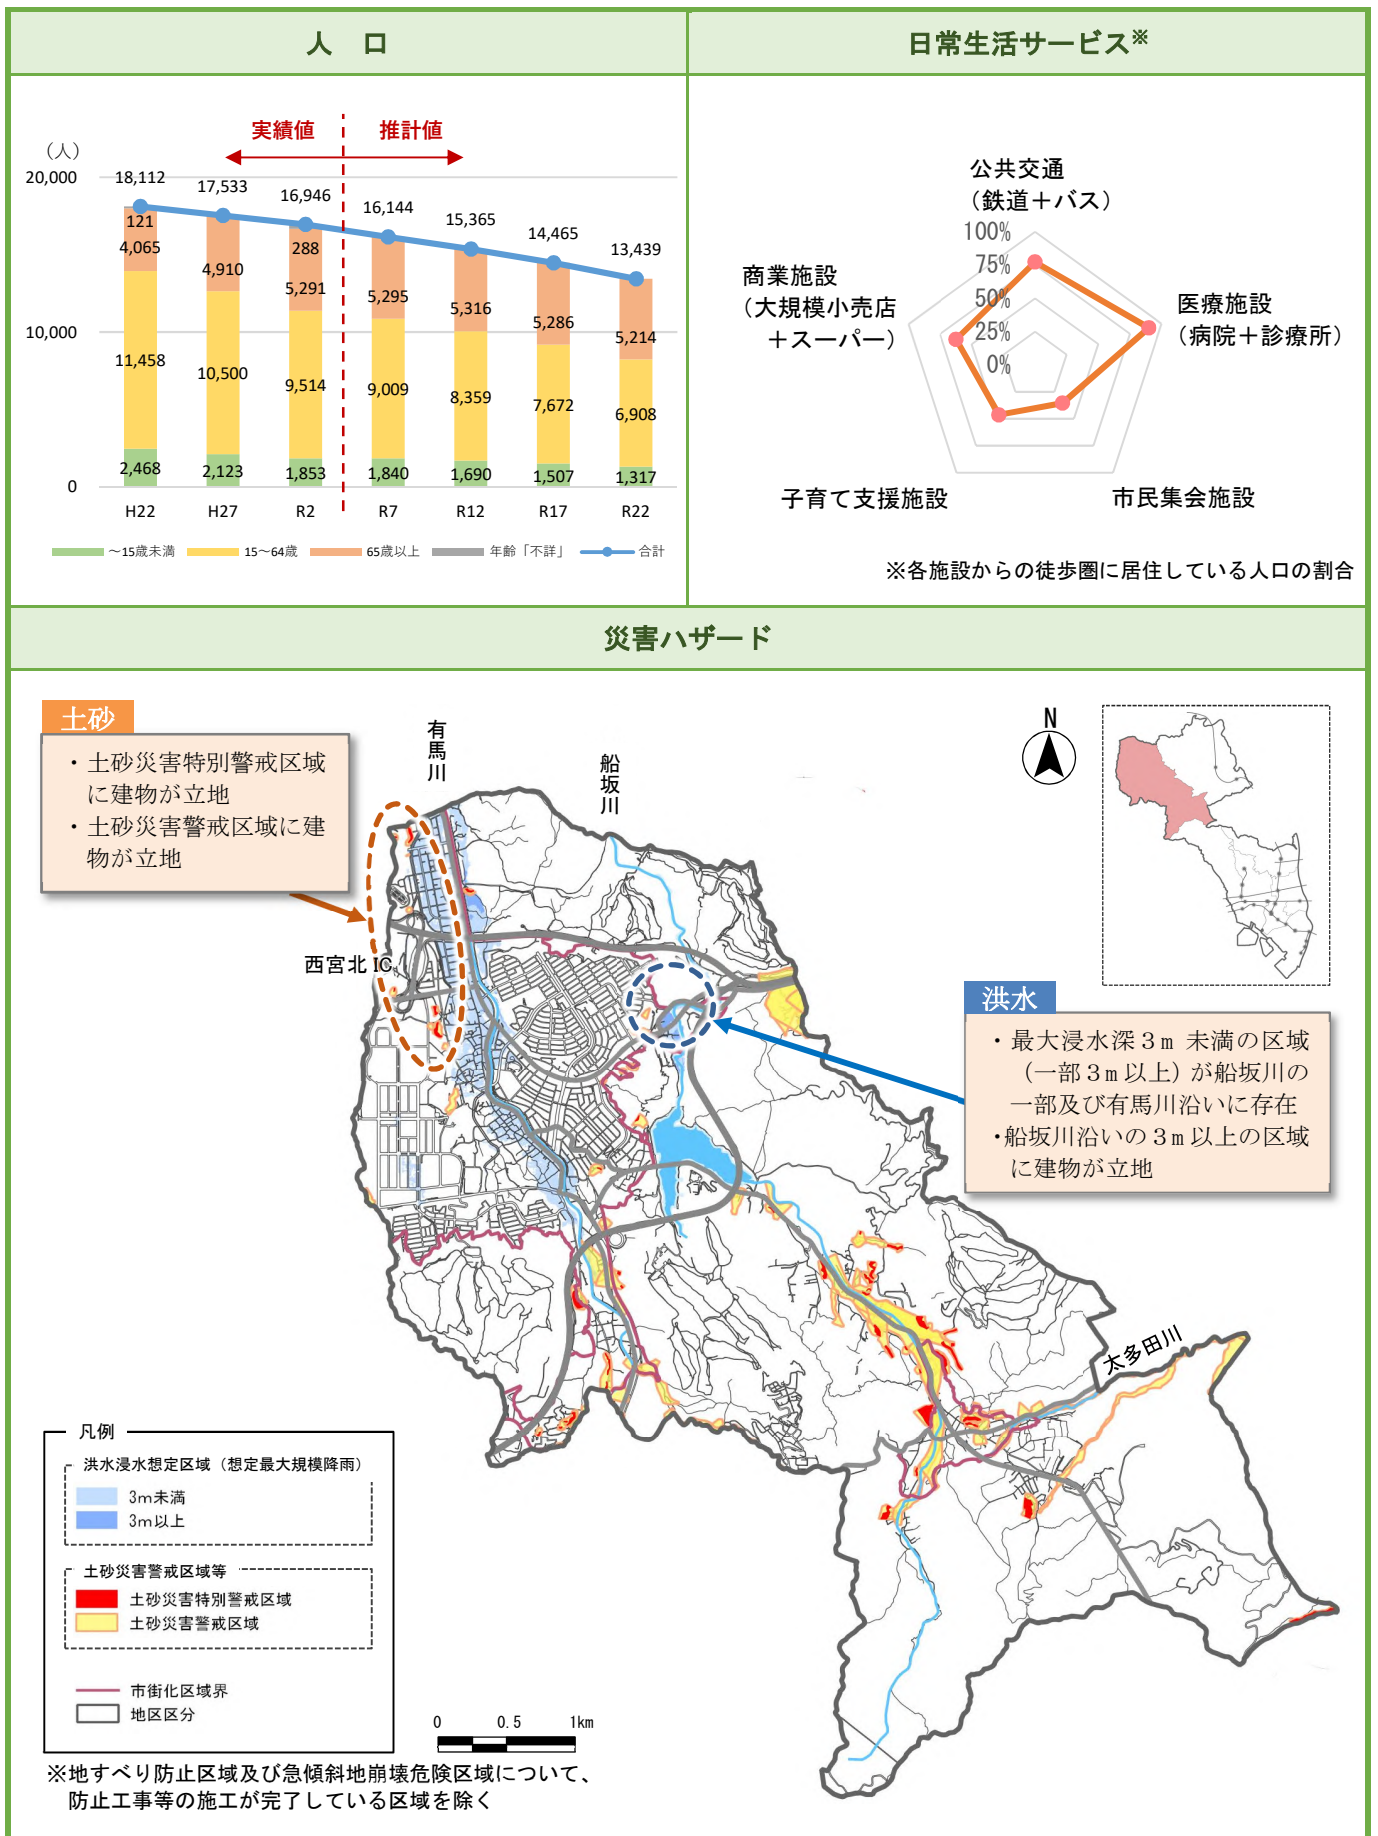 人　口
日常生活サービス※
実績値
推計値
（人）
20,000
10,000
0
18,112
17,533
16,946
16,144
15,365
14,465
13,439
121
288
4,065
4,910
5,291
5,295
5,316
5,286
5,214
11,458
10,500
9,514
9,009
8,359
7,672
6,908
2,468
2,123
1,853
1,840
1,690
1,507
1,317
H22
H27
R2
R7
R12
R17
R22
～15歳未満
15～64歳
65歳以上
年齢「不詳」
合計
公共交通
（鉄道＋バス）
100%
75%
50%
25%
0%
商業施設
（大規模小売店
＋スーパー）
医療施設
（病院＋診療所）
子育て支援施設
市民集会施設
※各施設からの徒歩圏に居住している人口の割合
災害ハザード
土砂
・土砂災害特別警戒区域
に建物が立地
・土砂災害警戒区域に建
物が立地
有馬川
船坂川
N
西宮北IC
洪水
・最大浸水深３m 未満の区域
（一部３m以上）が船坂川の
一部及び有馬川沿いに存在
・船坂川沿いの３m以上の区域
に建物が立地
太多田川
凡例
洪水浸水想定区域（想定最大規模降雨）
3m未満
3m以上
土砂災害警戒区域等
土砂災害特別警戒区域
土砂災害警戒区域
市街化区域界
地区区分
0
0.5
1km
※地すべり防止区域及び急傾斜地崩壊危険区域について、
防止工事等の施工が完了している区域を除く